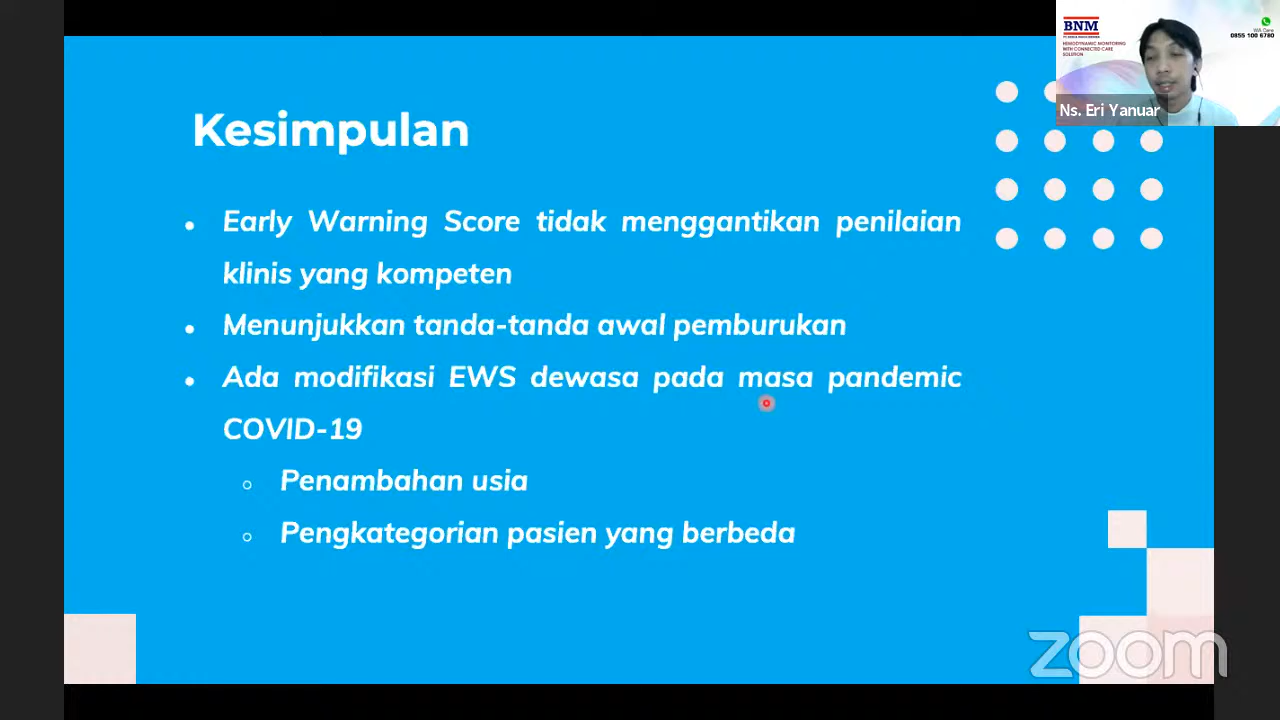 BNM
HEMODYNAMIC MONITORING
WITH CONNECTED CARE
SOLUTION
WA Care
0855 100 6780
Ns. Eri Yanuar
Kesimpulan
Early Warning Score tidak menggantikan penilaian
klinis yang kompeten
Menunjukkan tanda-tanda awal pemburukan
Ada modifikasi EWS dewasa pada masa pandemic
COVID-19
Penambahan usia
Pengkategorian pasien yang berbeda
zoom